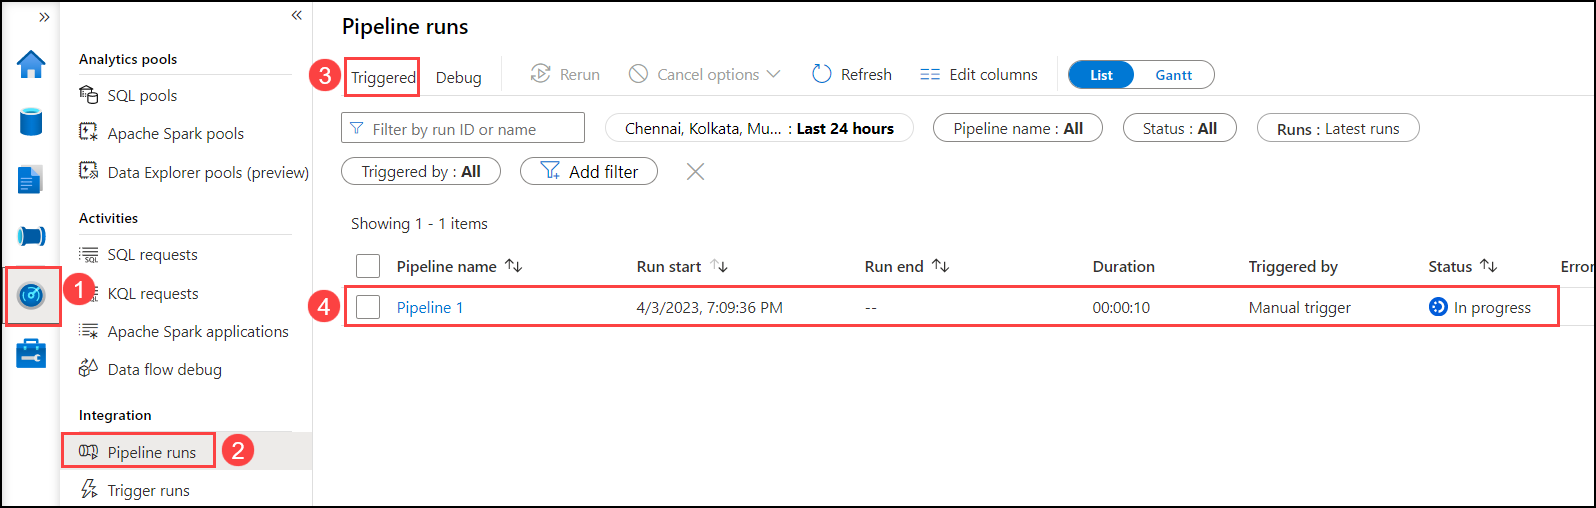 »
«
Analytics pools
SQL pools
Apache Spark pools
Data Explorer pools (preview)
Activities
SQL requests
KQL requests
Apache Spark applications
Data flow debug
Integration
Pipeline runs
Trigger runs
1
2
Pipeline runs
3
Triggered Debug Rerun Cancel options Refresh Edit columns List Gantt
Filter by run ID or name Chennai, Kolkata, Mu... : Last 24 hours Pipeline name : All Status : All Runs : Latest runs
Triggered by : All Add filter
Showing 1 - 1 items
Pipeline name Run start Run end Duration Triggered by Status Error
4
Pipeline 1 4/3/2023, 7:09:36 PM -- 00:00:10 Manual trigger In progress